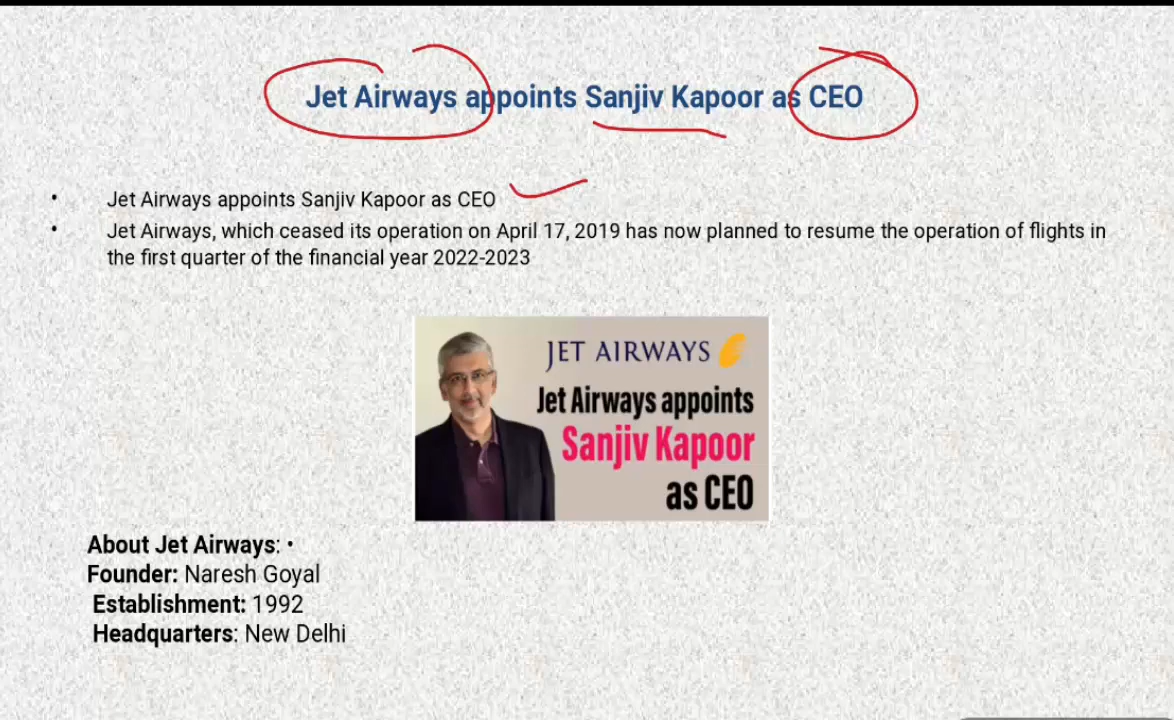 Jet Airways appoints Sanjiv Kapoor as CEO
• Jet Airways appoints Sanjiv Kapoor as CEO
• Jet Airways, which ceased its operation on April 17, 2019 has now planned to resume the operation of flights in
the first quarter of the financial year 2022-2023
JET AIRWAYS
Jet Airways appoints
Sanjiv Kapoor
as CEO
About Jet Airways: •
Founder: Naresh Goyal
Establishment: 1992
Headquarters: New Delhi